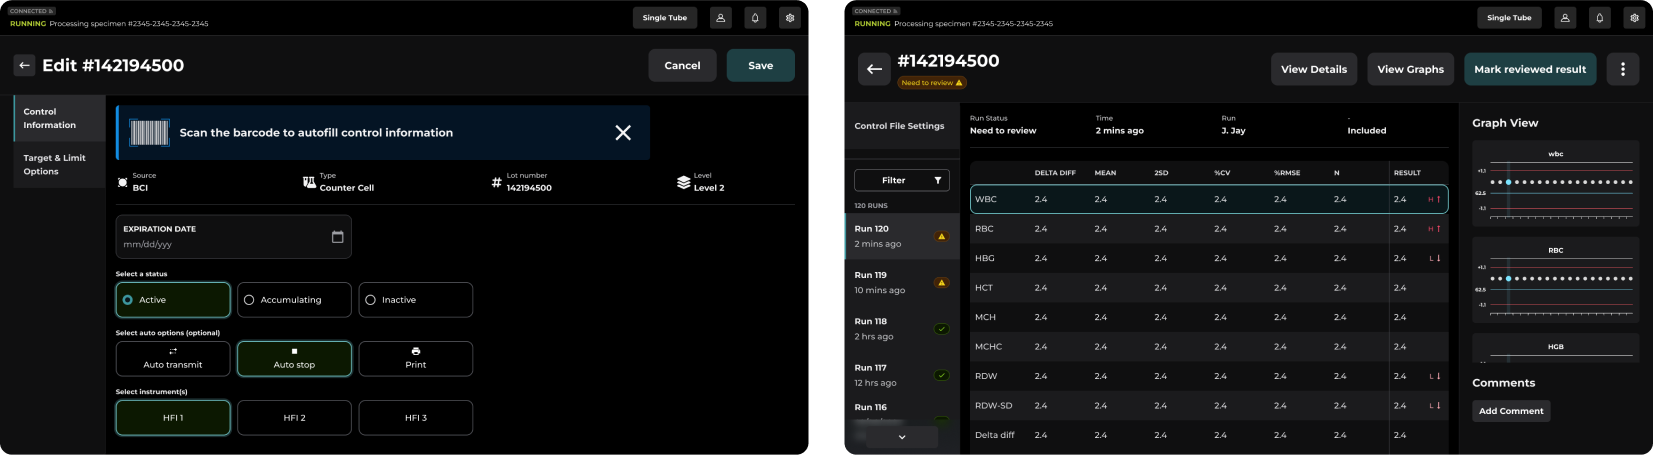 CONNECTED
RUNNING Processing specimen #2345-2345-2345-2345
Single Tube
Edit #142194500
Cancel
Save
Control
Information
Target & Limit
Options
Scan the barcode to autofill control information
Source
BCI
Type
Counter Cell
Lot number
142194500
Level
Level 2
EXPIRATION DATE
mm/dd/yyy
Select a status
Active
Accumulating
Inactive
Select auto options (optional)
Auto transmit
Auto stop
Print
Select instrument(s)
HFI 1
HFI 2
HFI 3
CONNECTED
RUNNING Processing specimen #2345-2345-2345-2345
Single Tube
#142194500
Need to review
View Details
View Graphs
Mark reviewed result
Control File Settings
Filter
120 RUNS
Run 120
2 mins ago
Run 119
10 mins ago
Run 118
2 hrs ago
Run 117
12 hrs ago
Run 116
Run Status
Need to review
Time
2 mins ago
Run
J. Jay
-
Included
DELTA DIFF MEAN 2SD %CV %RMSE N RESULT
WBC 2.4 2.4 2.4 2.4 2.4 2.4 2.4 H ↑
RBC 2.4 2.4 2.4 2.4 2.4 2.4 2.4 H ↑
HBG 2.4 2.4 2.4 2.4 2.4 2.4 2.4 L ↓
HCT 2.4 2.4 2.4 2.4 2.4 2.4 2.4
MCH 2.4 2.4 2.4 2.4 2.4 2.4 2.4
MCHC 2.4 2.4 2.4 2.4 2.4 2.4 2.4
RDW 2.4 2.4 2.4 2.4 2.4 2.4 2.4 L ↓
RDW-SD 2.4 2.4 2.4 2.4 2.4 2.4 2.4 L ↓
Delta diff 2.4 2.4 2.4 2.4 2.4 2.4 2.4
Graph View
wbc
+1.1
62.5
-1.1
RBC
+1.1
62.5
-1.1
HGB
Comments
Add Comment